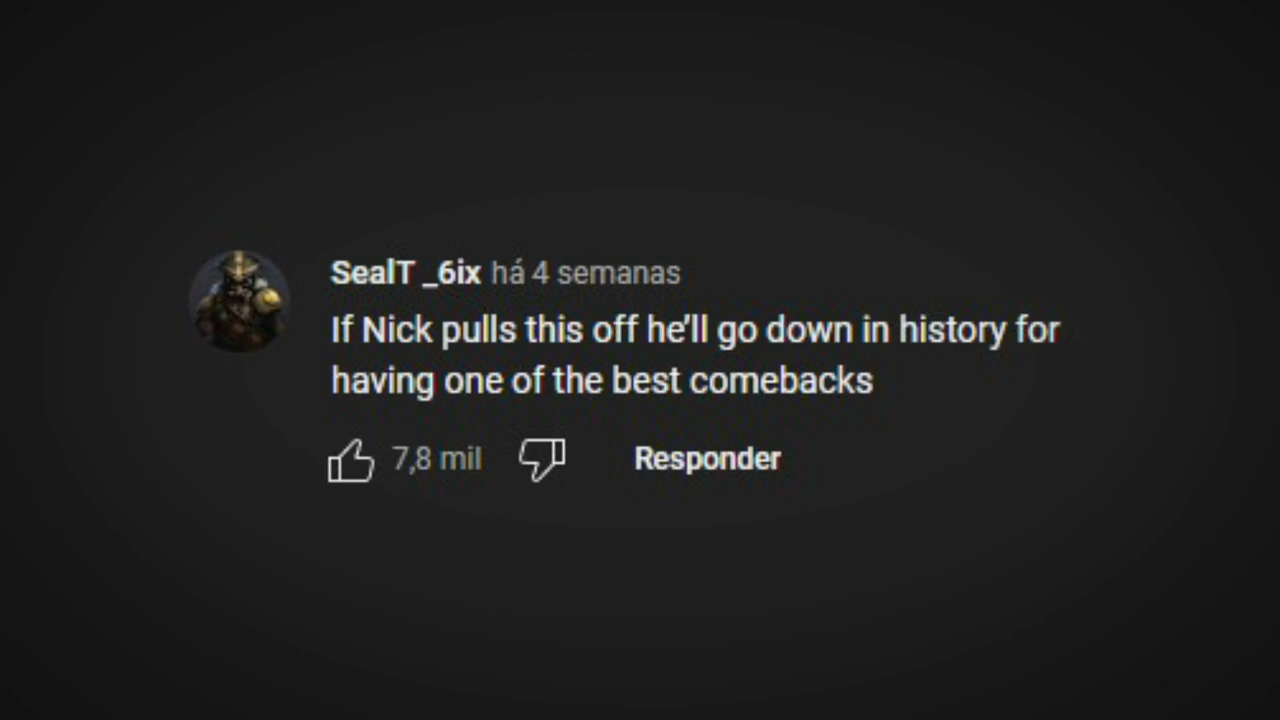 SealT _6ix há 4 semanas
If Nick pulls this off he'll go down in history for
having one of the best comebacks
7,8 mil Responder